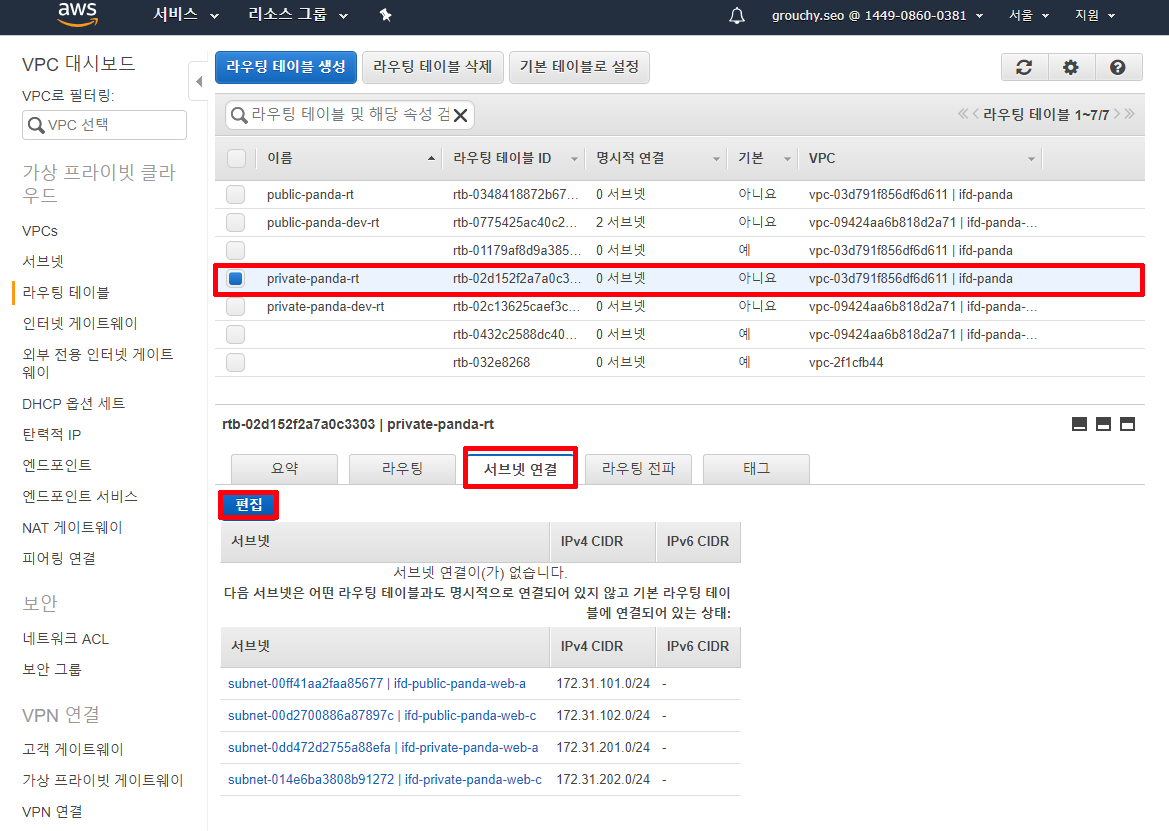 aws
서비스 리소스 그룹 grouchy.seo @ 1449-0860-0381 서울 지원
VPC 대시보드
VPC로 필터링:
VPC 선택
가상 프라이빗 클라
우드
VPCs
서브넷
라우팅 테이블
인터넷 게이트웨이
외부 전용 인터넷 게이트
웨이
DHCP 옵션 세트
탄력적 IP
엔드포인트
엔드포인트 서비스
NAT 게이트웨이
피어링 연결
보안
네트워크 ACL
보안 그룹
VPN 연결
고객 게이트웨이
가상 프라이빗 게이트웨이
VPN 연결
라우팅 테이블 생성 라우팅 테이블 삭제 기본 테이블로 설정
라우팅 테이블 및 해당 속성 검 라우팅 테이블 1~7/7
이름 라우팅 테이블 ID 명시적 연결 기본 VPC
public-panda-rt rtb-0348418872b67... 0 서브넷 아니요 vpc-03d791f856df6d611 | ifd-panda
public-panda-dev-rt rtb-0775425ac40c2... 2 서브넷 아니요 vpc-09424aa6b818d2a71 | ifd-panda-...
rtb-01179af8d9a385... 0 서브넷 예 vpc-03d791f856df6d611 | ifd-panda
private-panda-rt rtb-02d152f2a7a0c3... 0 서브넷 아니요 vpc-03d791f856df6d611 | ifd-panda
private-panda-dev-rt rtb-02c13625caef3c... 0 서브넷 아니요 vpc-09424aa6b818d2a71 | ifd-panda-...
rtb-0432c2588dc40... 0 서브넷 예 vpc-09424aa6b818d2a71 | ifd-panda-...
rtb-032e8268 0 서브넷 예 vpc-2f1cfb44
rtb-02d152f2a7a0c3303 | private-panda-rt
요약 라우팅 서브넷 연결 라우팅 전파 태그
편집
서브넷 IPv4 CIDR IPv6 CIDR
서브넷 연결이(가) 없습니다.
다음 서브넷은 어떤 라우팅 테이블과도 명시적으로 연결되어 있지 않고 기본 라우팅 테이
블에 연결되어 있는 상태:
서브넷 IPv4 CIDR IPv6 CIDR
subnet-00ff41aa2faa85677 | ifd-public-panda-web-a 172.31.101.0/24 -
subnet-00d2700886a87897c | ifd-public-panda-web-c 172.31.102.0/24 -
subnet-0dd472d2755a88efa | ifd-private-panda-web-a 172.31.201.0/24 -
subnet-014e6ba3808b91272 | ifd-private-panda-web-c 172.31.202.0/24 -